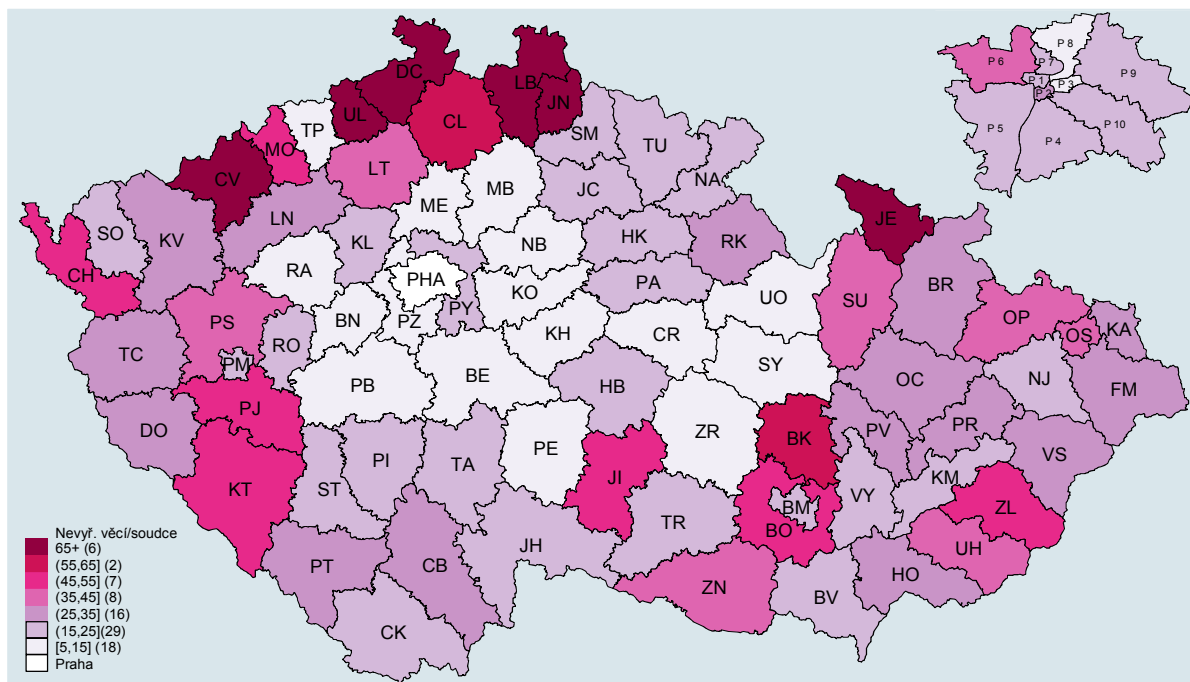 P 8
P 6
P 7
P 9
P 1
P 3
P 2
P 5
P 4
P 10
DC
LB
JN
UL
CL
TP
SM
MO
TU
LT
CV
MB
JC
NA
ME
JE
LN
SO
KV
KL
NB
HK
RK
CH
RA
PHA
KO
PA
UO
SU
BR
PY
OP
KA
PS
BN
PZ
OS
TC
RO
KH
CR
PM
SY
NJ
PB
BE
HB
OC
FM
PJ
DO
BK
PV
PR
ZR
VS
PE
PI
TA
KT
ST
JI
KM
BM
VY
ZL
BO
TR
JH
UH
PT
CB
ZN
HO
BV
CK
Nevyř. věcí/soudce
65+ (6)
(55,65] (2)
(45,55] (7)
(35,45] (8)
(25,35] (16)
(15,25](29)
[5,15] (18)
Praha